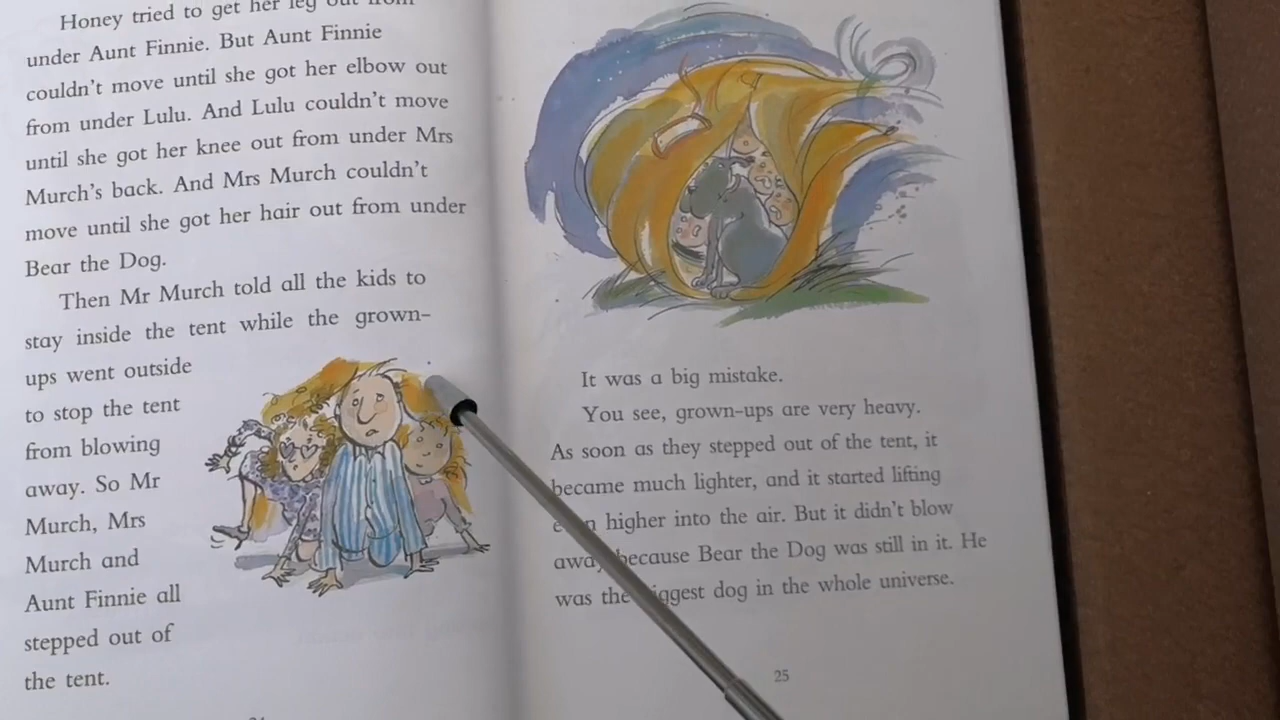 Honey tried to get her leg out from
under Aunt Finnie. But Aunt Finnie
couldn't move until she got her elbow out
from under Lulu. And Lulu couldn't move
until she got her knee out from under Mrs
Murch's back. And Mrs Murch couldn't
move until she got her hair out from under
Bear the Dog.
Then Mr Murch told all the kids to
stay inside the tent while the grown-
ups went outside
to stop the tent
from blowing
away. So Mr
Murch, Mrs
Murch and
Aunt Finnie all
stepped out of
the tent.
It was a big mistake.
You see, grown-ups are very heavy.
As soon as they stepped out of the tent, it
became much lighter, and it started lifting
even higher into the air. But it didn't blow
away because Bear the Dog was still in it. He
was the biggest dog in the whole universe.
25